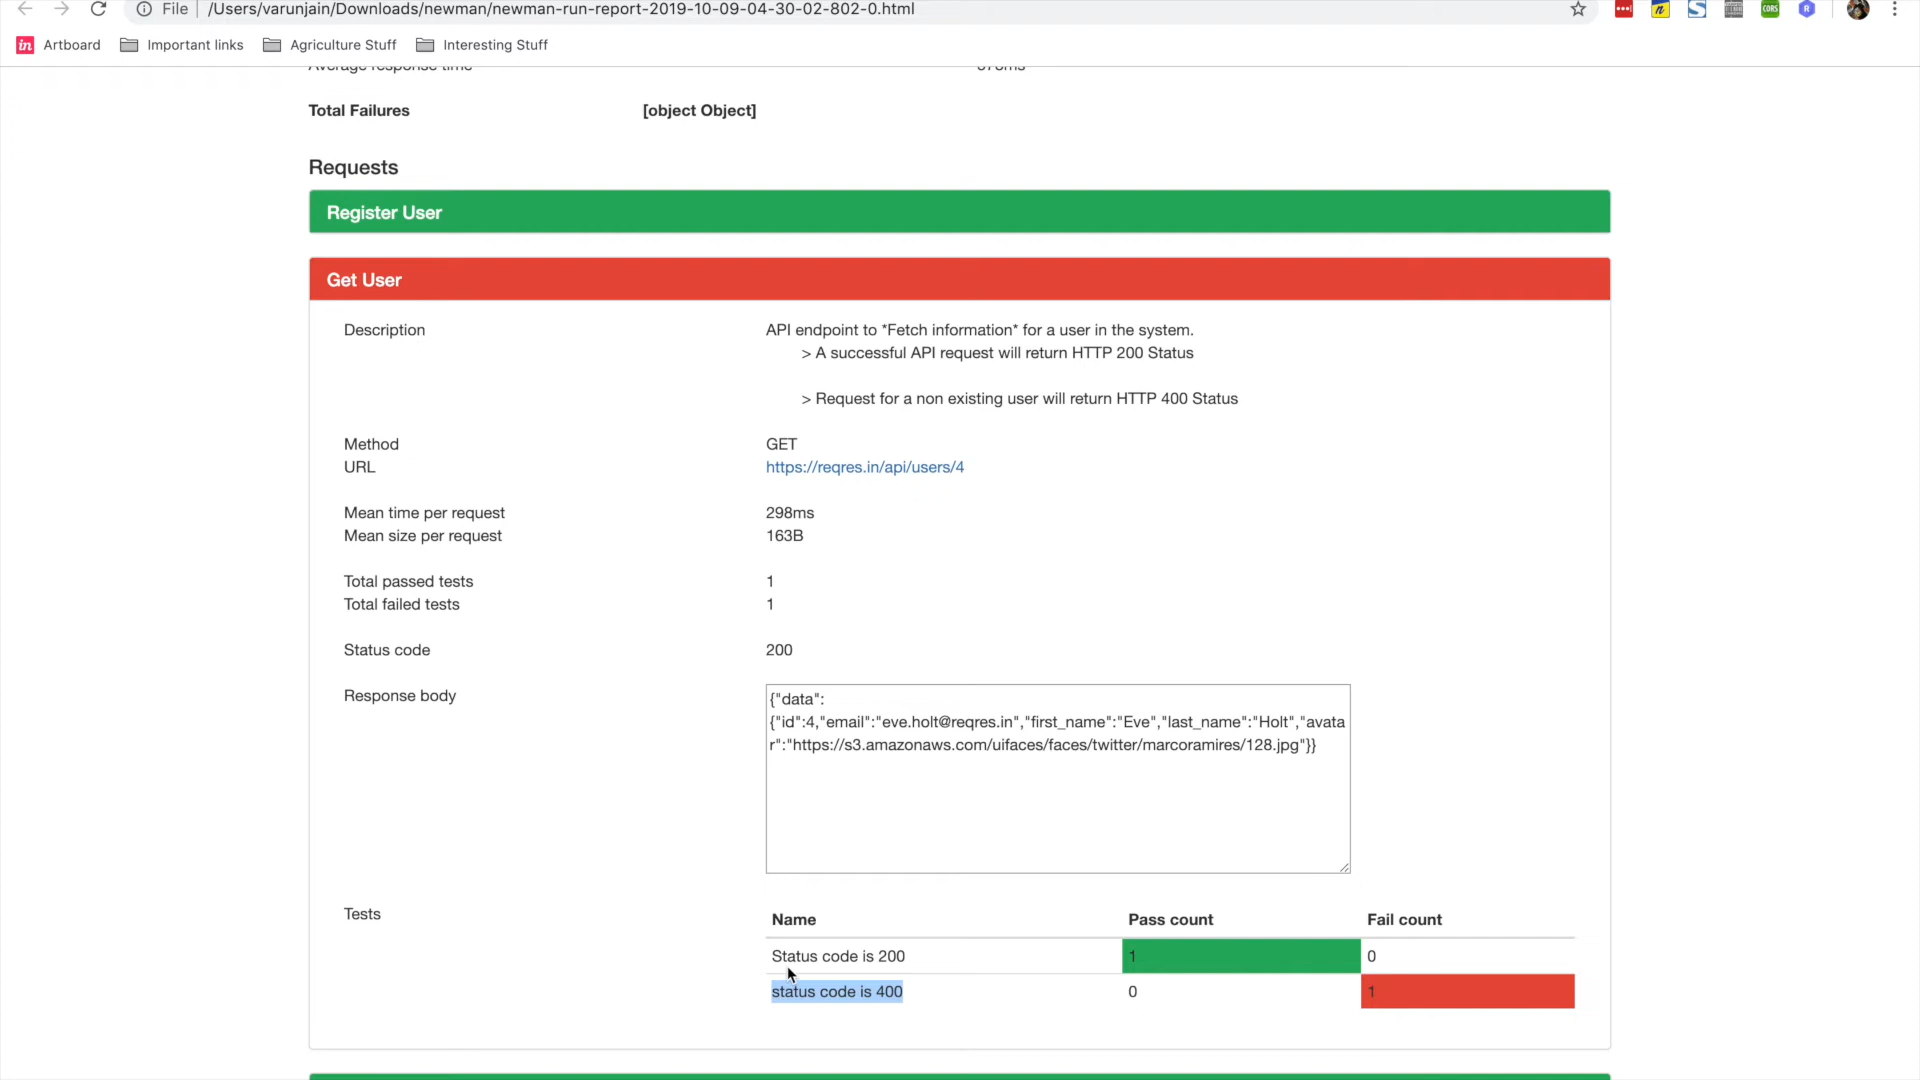 File /Users/varunjain/Downloads/newman/newman-run-report-2019-10-09-04-30-02-802-0.html
in Artboard Important links Agriculture Stuff Interesting Stuff
Average response time
Total Failures [object Object]
Requests
Register User
Get User
Description API endpoint to *Fetch information* for a user in the system.
> A successful API request will return HTTP 200 Status
> Request for a non existing user will return HTTP 400 Status
Method GET
URL https://reqres.in/api/users/4
Mean time per request 298ms
Mean size per request 163B
Total passed tests 1
Total failed tests 1
Status code 200
Response body {"data":
{"id":4,"email":"eve.holt@reqres.in","first_name":"Eve","last_name":"Holt","avata
r":"https://s3.amazonaws.com/uifaces/faces/twitter/marcoramires/128.jpg"}}
Tests Name Pass count Fail count
Status code is 200 1 0
status code is 400 0 1